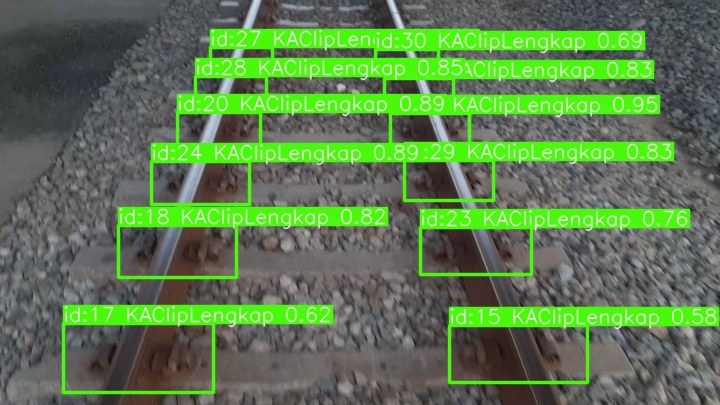 id:27 KAClipLen
id:30 KAClipLengkap 0.69
id:28 KAClipLengkap 0.85
AClipLengkap 0.83
id:20 KAClipLengkap 0.89
KAClipLengkap 0.95
id:24 KAClipLengkap 0.89
:29 KAClipLengkap 0.83
id:18 KAClipLengkap 0.82
id:23 KAClipLengkap 0.76
id:17 KAClipLengkap 0.62
id:15 KAClipLengkap 0.58